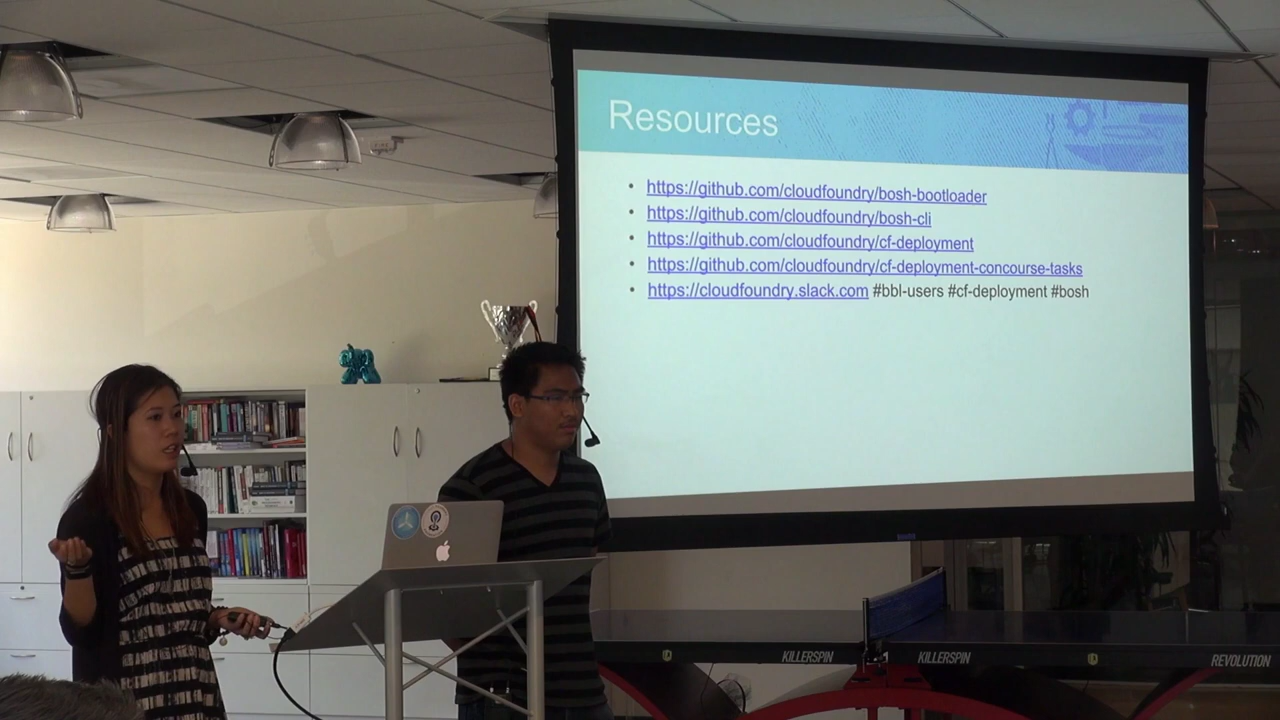 Resources
https://github.com/cloudfoundry/bosh-bootloader
https://github.com/cloudfoundry/bosh-cli
https://github.com/cloudfoundry/cf-deployment
https://github.com/cloudfoundry/cf-deployment-concourse-tasks
https://cloudfoundry.slack.com #bbl-users #cf-deployment #bosh
KILLERSPIN
KILLERSPIN
REVOLUTION